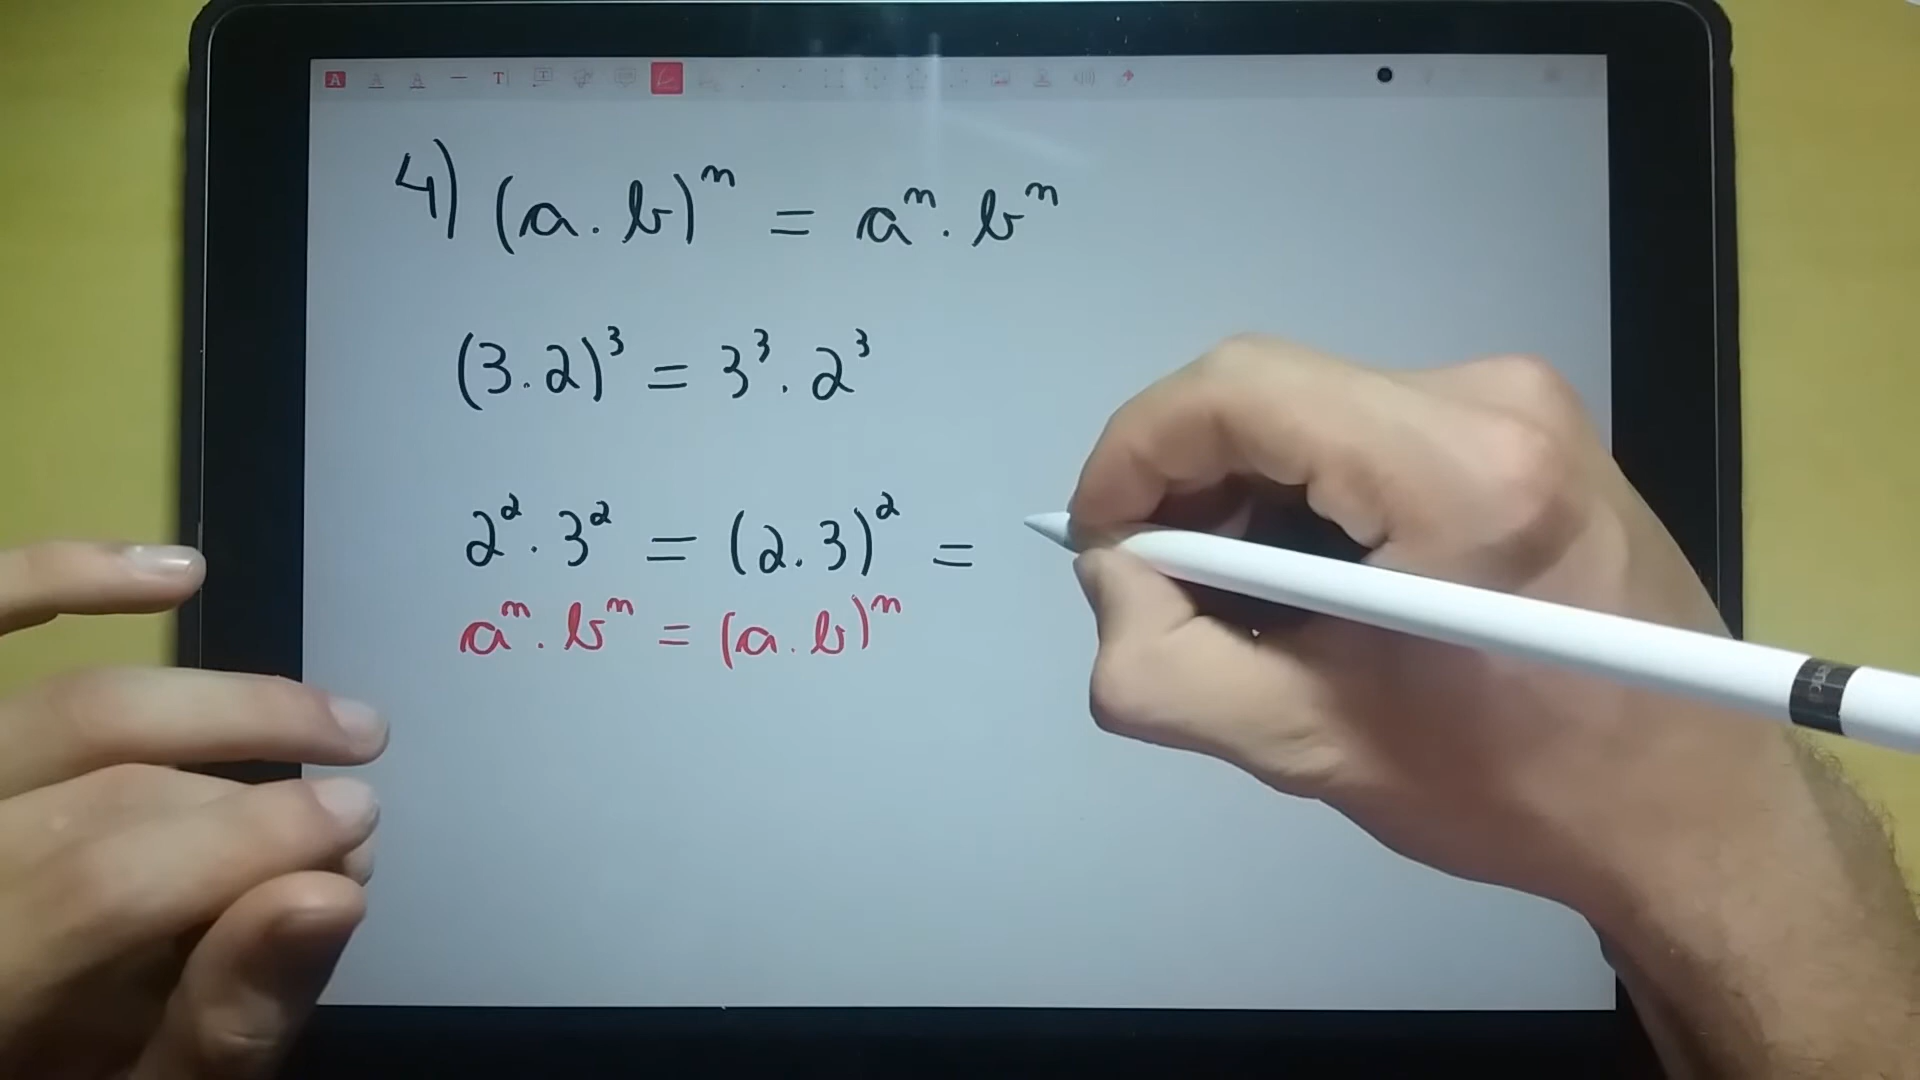 4) (a.b)ⁿ = aⁿ.bⁿ
(3.2)³ = 3³.2³
2².3² = (2.3)² =
aⁿ.bⁿ = (a.b)ⁿ